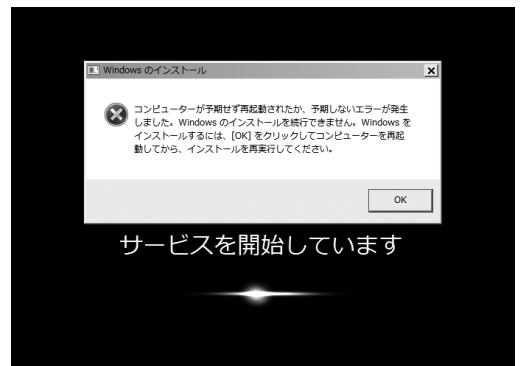 Windows のインストール
コンピューターが予期せず再起動されたか、予期しないエラーが発生
しました。Windows のインストールを続行できません。Windows を
インストールするには、[OK] をクリックしてコンピューターを再起
動してから、インストールを再実行してください。
OK
サービスを開始しています